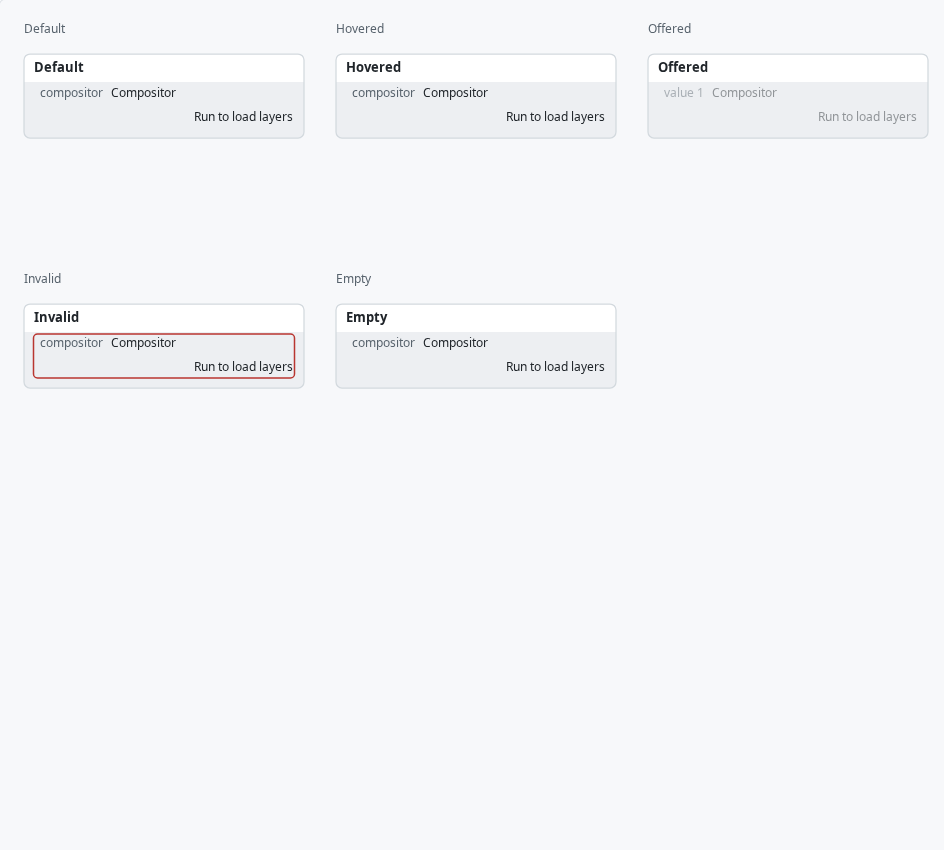 Default
Hovered
Offered
Default
Hovered
Offered
compositor Compositor
compositor Compositor
value 1 Compositor
Run to load layers
Run to load layers
Run to load layers
Invalid
Empty
Invalid
Empty
compositor Compositor
compositor Compositor
Run to load layers
Run to load layers